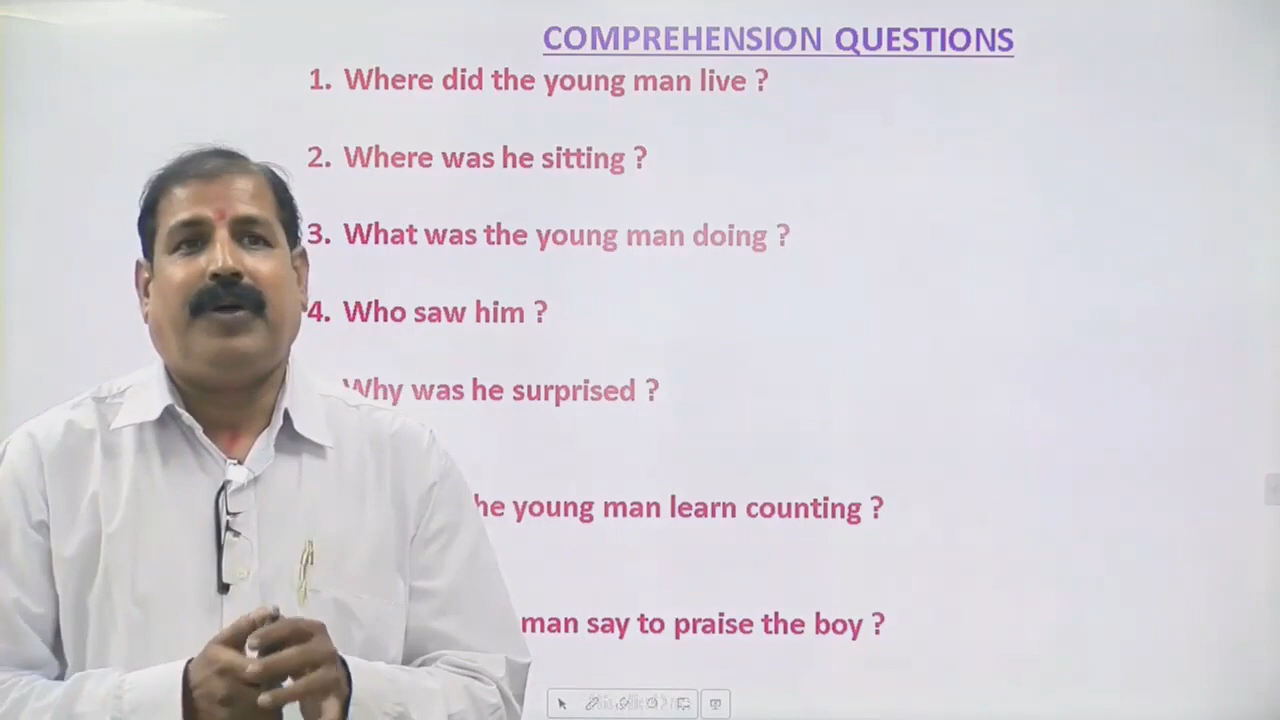 COMPREHENSION QUESTIONS
1. Where did the young man live ?
2. Where was he sitting ?
3. What was the young man doing ?
4. Who saw him ?
Why was he surprised ?
he young man learn counting ?
man say to praise the boy ?